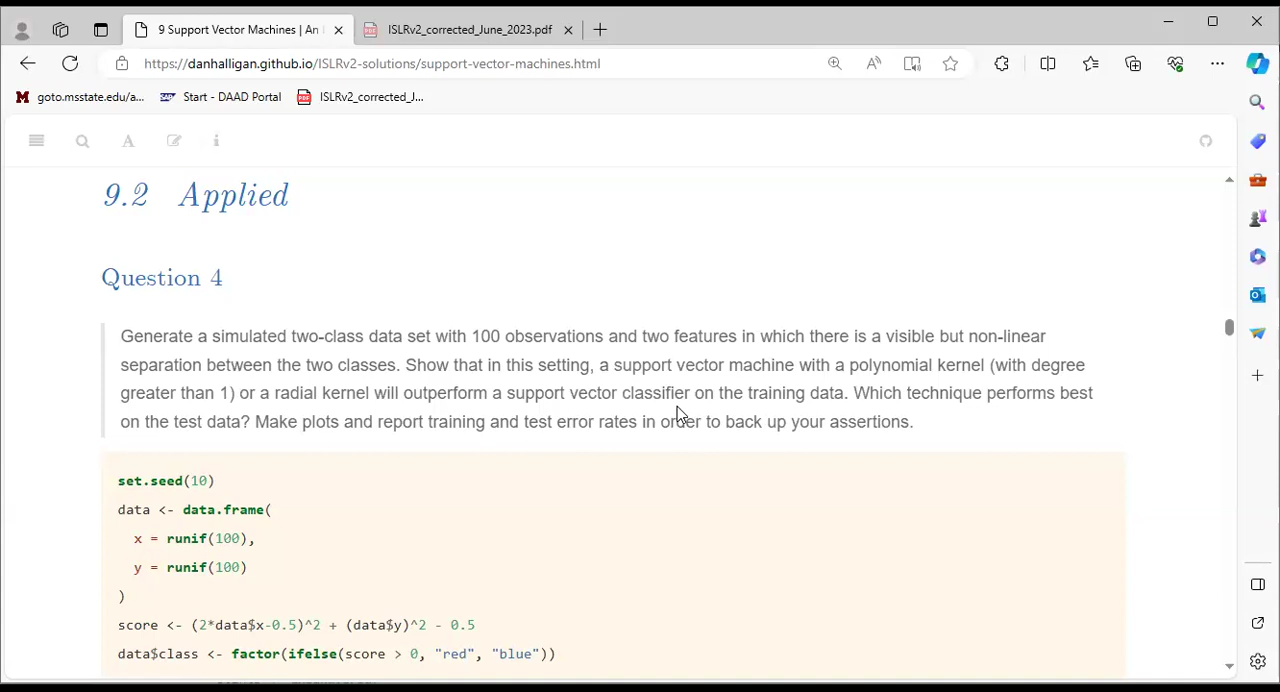 9 Support Vector Machines | An
ISLRv2_corrected_June_2023.pdf
https://danhalligan.github.io/ISLRv2-solutions/support-vector-machines.html
goto.msstate.edu/a...
Start - DAAD Portal
ISLRv2_corrected_J...
9.2 Applied
Question 4
Generate a simulated two-class data set with 100 observations and two features in which there is a visible but non-linear
separation between the two classes. Show that in this setting, a support vector machine with a polynomial kernel (with degree
greater than 1) or a radial kernel will outperform a support vector classifier on the training data. Which technique performs best
on the test data? Make plots and report training and test error rates in order to back up your assertions.
set.seed(10)
data <- data.frame(
x = runif(100),
y = runif(100)
)
score <- (2*data$x-0.5)^2 + (data$y)^2 - 0.5
data$class <- factor(ifelse(score > 0, "red", "blue"))